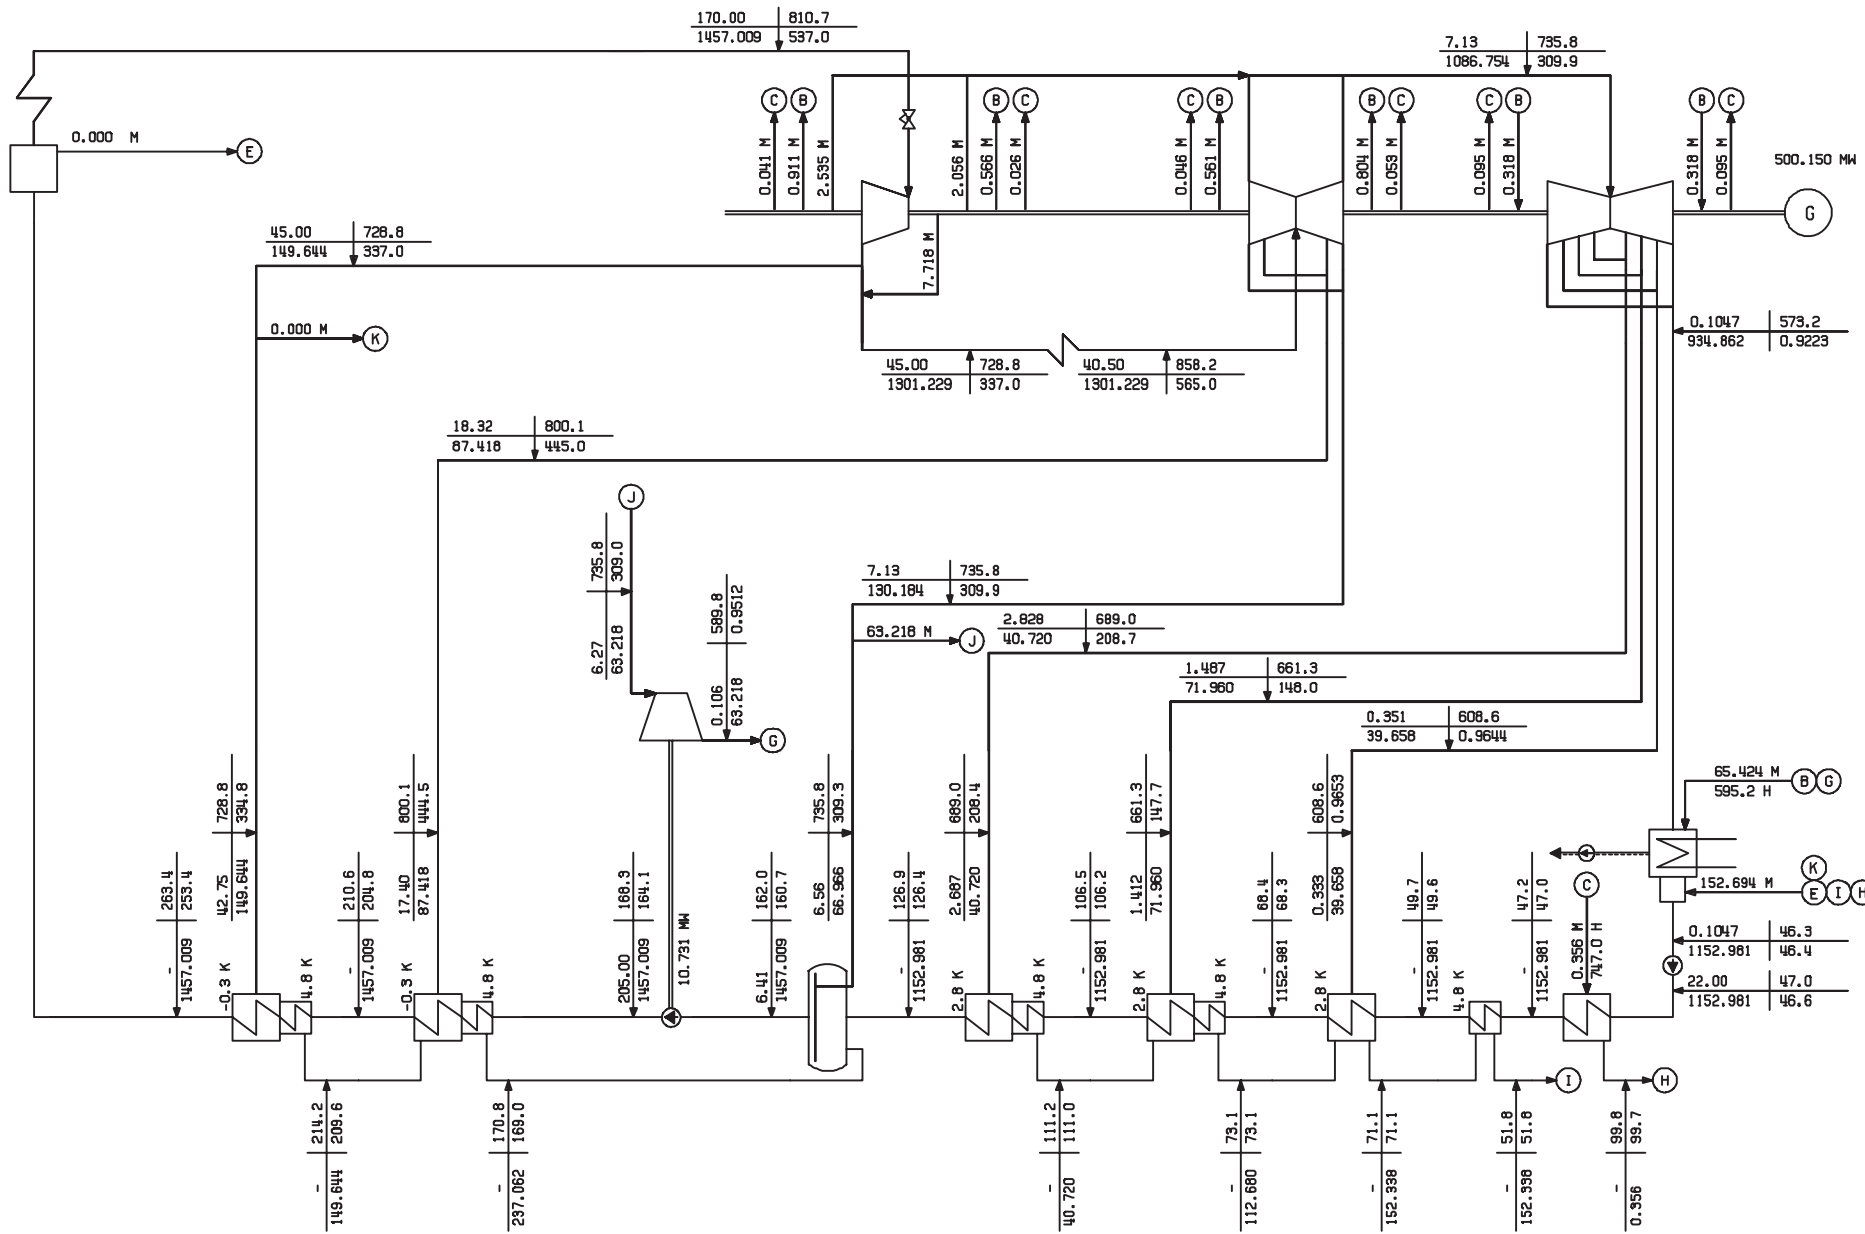 170.00 810.7
1457.009 537.0
7.13 735.8
1086.754 309.9
C B B C C B B C C B B C
0.000 M E
0.041 M
0.911 M
2.535 M
2.056 M
0.566 M
0.026 M
0.046 M
0.561 M
0.804 M
0.053 M
0.095 M
0.318 M
0.318 M
0.095 M
500.150 MW
G
45.00 728.8
149.644 337.0
7.718 M
0.000 M K
0.1047 573.2
934.862 0.9223
45.00 728.8
1301.229 337.0
40.50 858.2
1301.229 565.0
18.32 800.1
87.418 445.0
J
735.8
309.0
6.27
63.218
589.8
0.9512
0.106
63.218
G
7.13 735.8
130.184 309.9
63.218 M J
2.828 689.0
40.720 208.7
1.487 661.3
71.960 148.0
0.351 608.6
39.658 0.9644
65.424 M B G
595.2 H
728.8
334.8
42.75
149.644
800.1
444.5
17.40
87.418
735.8
309.3
6.56
66.966
689.0
208.4
2.687
40.720
661.3
147.7
1.412
71.960
608.6
0.9653
0.333
39.658
K
152.694 M E I H
C
0.356 M
747.0 H
0.1047 46.3
1152.981 46.4
22.00 47.0
1152.981 46.6
263.4
253.4
-
1457.009
-0.3 K
4.8 K
210.6
204.8
-
1457.009
-0.3 K
4.8 K
168.9
164.1
205.00
1457.009
10.731 MW
162.0
160.7
6.41
1457.009
126.9
126.4
-
1152.981
2.8 K
4.8 K
106.5
106.2
-
1152.981
2.8 K
4.8 K
68.4
68.3
-
1152.981
2.8 K
49.7
49.6
-
1152.981
4.8 K
47.2
47.0
-
1152.981
I
H
214.2
209.6
-
149.644
170.8
169.0
-
237.062
111.2
111.0
-
40.720
73.1
73.1
-
112.680
71.1
71.1
-
152.338
51.8
51.8
-
152.338
99.8
99.7
-
0.356